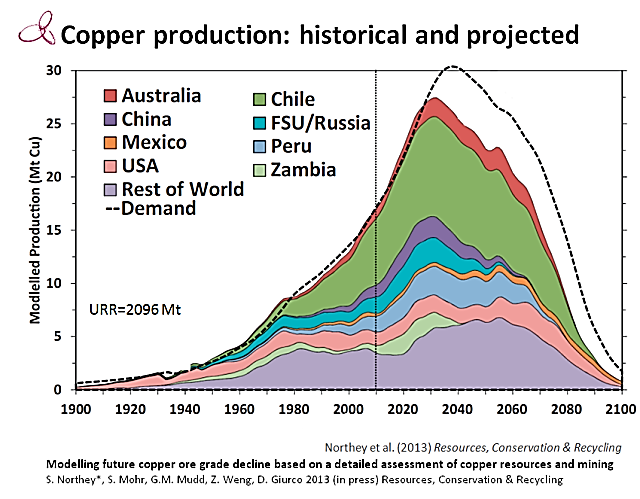 Copper production: historical and projected
Modelled Production (Mt Cu)
30
25
20
15
10
5
0
Australia
China
Mexico
USA
Rest of World
Demand
Chile
FSU/Russia
Peru
Zambia
URR=2096 Mt
1900 1920 1940 1960 1980 2000 2020 2040 2060 2080 2100
Northey et al. (2013) Resources, Conservation & Recycling
Modelling future copper ore grade decline based on a detailed assessment of copper resources and mining
S. Northey*, S. Mohr, G.M. Mudd, Z. Weng, D. Giurco 2013 (in press) Resources, Conservation & Recycling